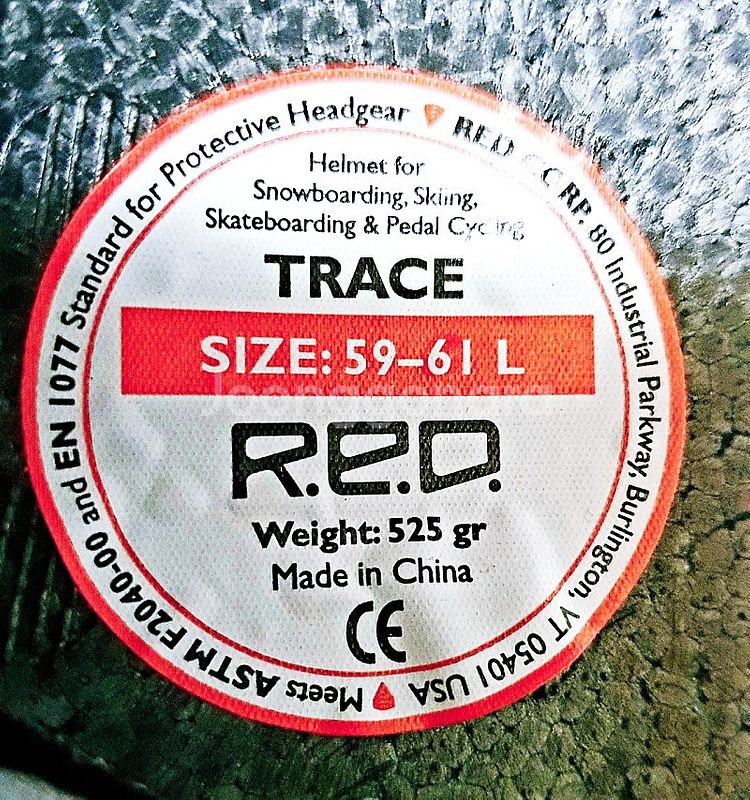 Meets ASTM F2040-00 and EN 1077 Standard for Protective Headgear
RED CORP. 80 Industrial Parkway, Burlington, VT 05401 USA
Helmet for
Snowboarding, Skiing,
Skateboarding & Pedal Cycling
TRACE
SIZE: 59–61 L
R.E.D.
Weight: 525 gr
Made in China
CE